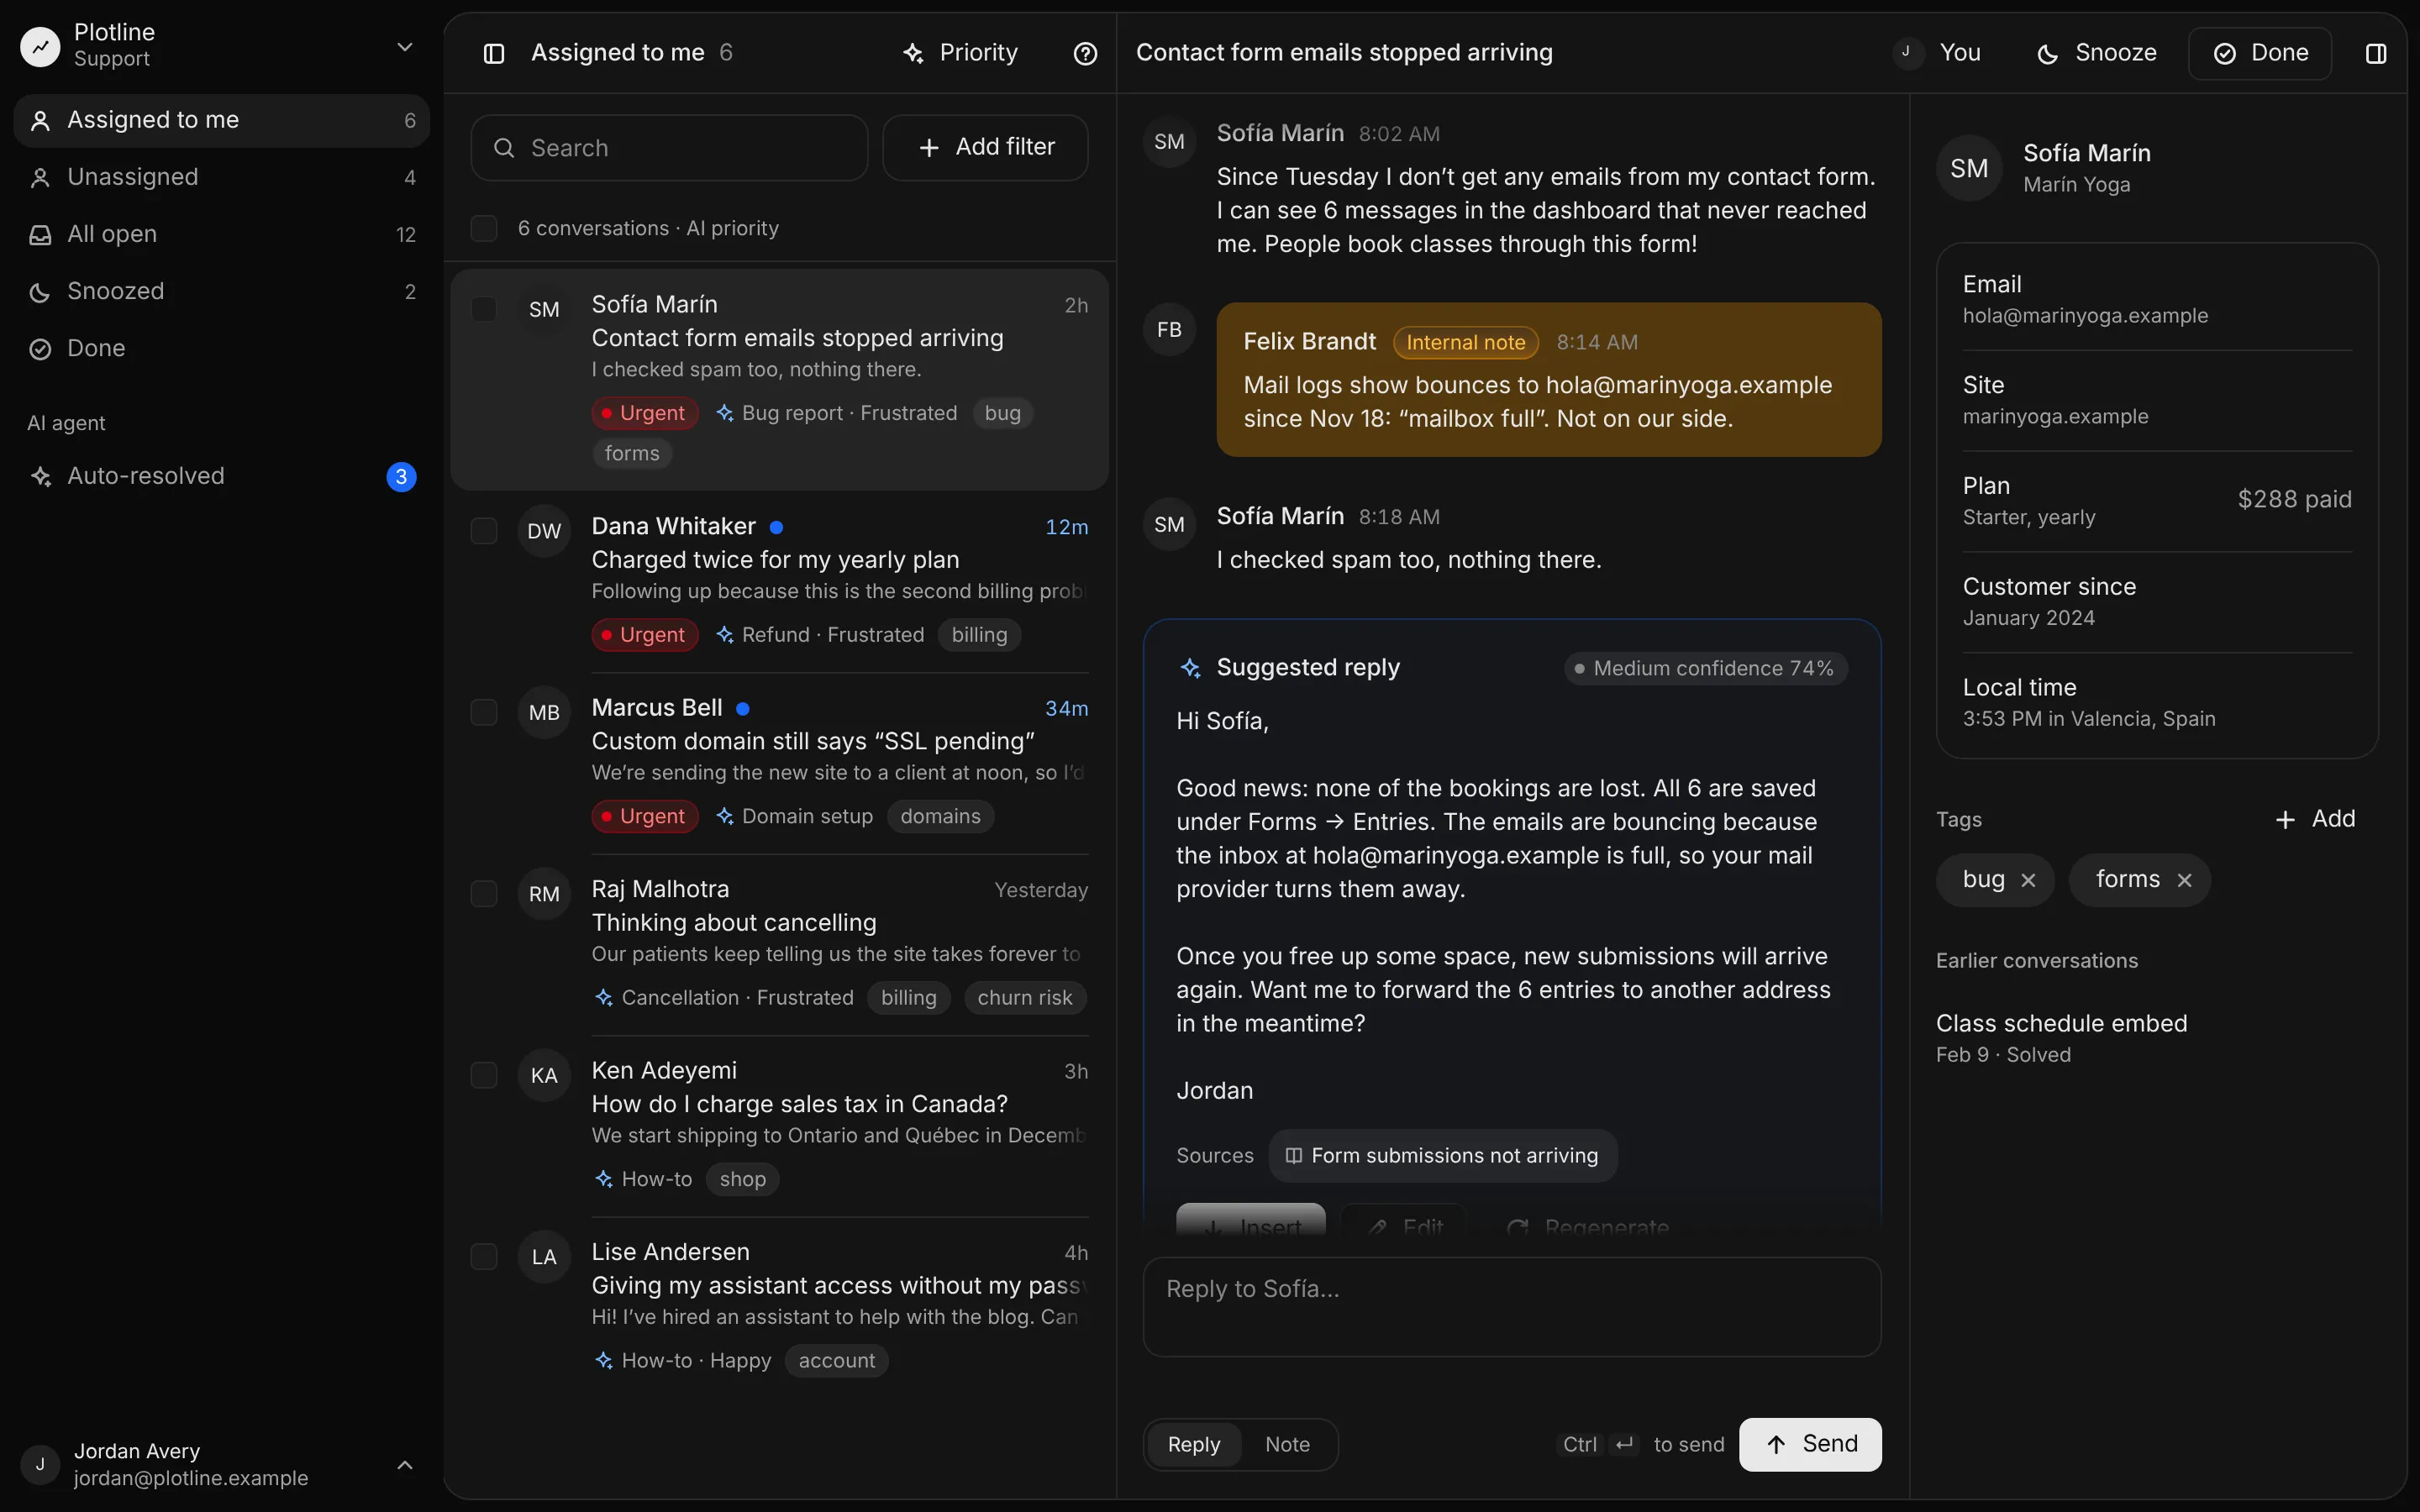 Plotline
Support
Assigned to me 6
Unassigned 4
All open 12
Snoozed 2
Done
AI agent
Auto-resolved 3
Jordan Avery
J
jordan@plotline.example
Assigned to me 6
Priority
Search
Add filter
6 conversations · AI priority
SM
Sofía Marín 2h
Contact form emails stopped arriving
I checked spam too, nothing there.
Urgent Bug report · Frustrated bug
forms
DW
Dana Whitaker 12m
Charged twice for my yearly plan
Following up because this is the second billing prob
Urgent Refund · Frustrated billing
MB
Marcus Bell 34m
Custom domain still says “SSL pending”
We’re sending the new site to a client at noon, so I’d
Urgent Domain setup domains
RM
Raj Malhotra Yesterday
Thinking about cancelling
Our patients keep telling us the site takes forever to
Cancellation · Frustrated billing churn risk
KA
Ken Adeyemi 3h
How do I charge sales tax in Canada?
We start shipping to Ontario and Québec in Decemb
How-to shop
LA
Lise Andersen 4h
Giving my assistant access without my passw
Hi! I’ve hired an assistant to help with the blog. Can
How-to · Happy account
Contact form emails stopped arriving
J You
Snooze
Done
SM
Sofía Marín 8:02 AM
Since Tuesday I don’t get any emails from my contact form.
I can see 6 messages in the dashboard that never reached
me. People book classes through this form!
FB
Felix Brandt Internal note 8:14 AM
Mail logs show bounces to hola@marinyoga.example
since Nov 18: “mailbox full”. Not on our side.
SM
Sofía Marín 8:18 AM
I checked spam too, nothing there.
Suggested reply Medium confidence 74%
Hi Sofía,
Good news: none of the bookings are lost. All 6 are saved
under Forms → Entries. The emails are bouncing because
the inbox at hola@marinyoga.example is full, so your mail
provider turns them away.
Once you free up some space, new submissions will arrive
again. Want me to forward the 6 entries to another address
in the meantime?
Jordan
Sources Form submissions not arriving
Insert Edit Regenerate
Reply to Sofía...
Reply Note
Ctrl ↵ to send
Send
SM
Sofía Marín
Marín Yoga
Email
hola@marinyoga.example
Site
marinyoga.example
Plan
Starter, yearly
$288 paid
Customer since
January 2024
Local time
3:53 PM in Valencia, Spain
Tags
Add
bug
forms
Earlier conversations
Class schedule embed
Feb 9 · Solved